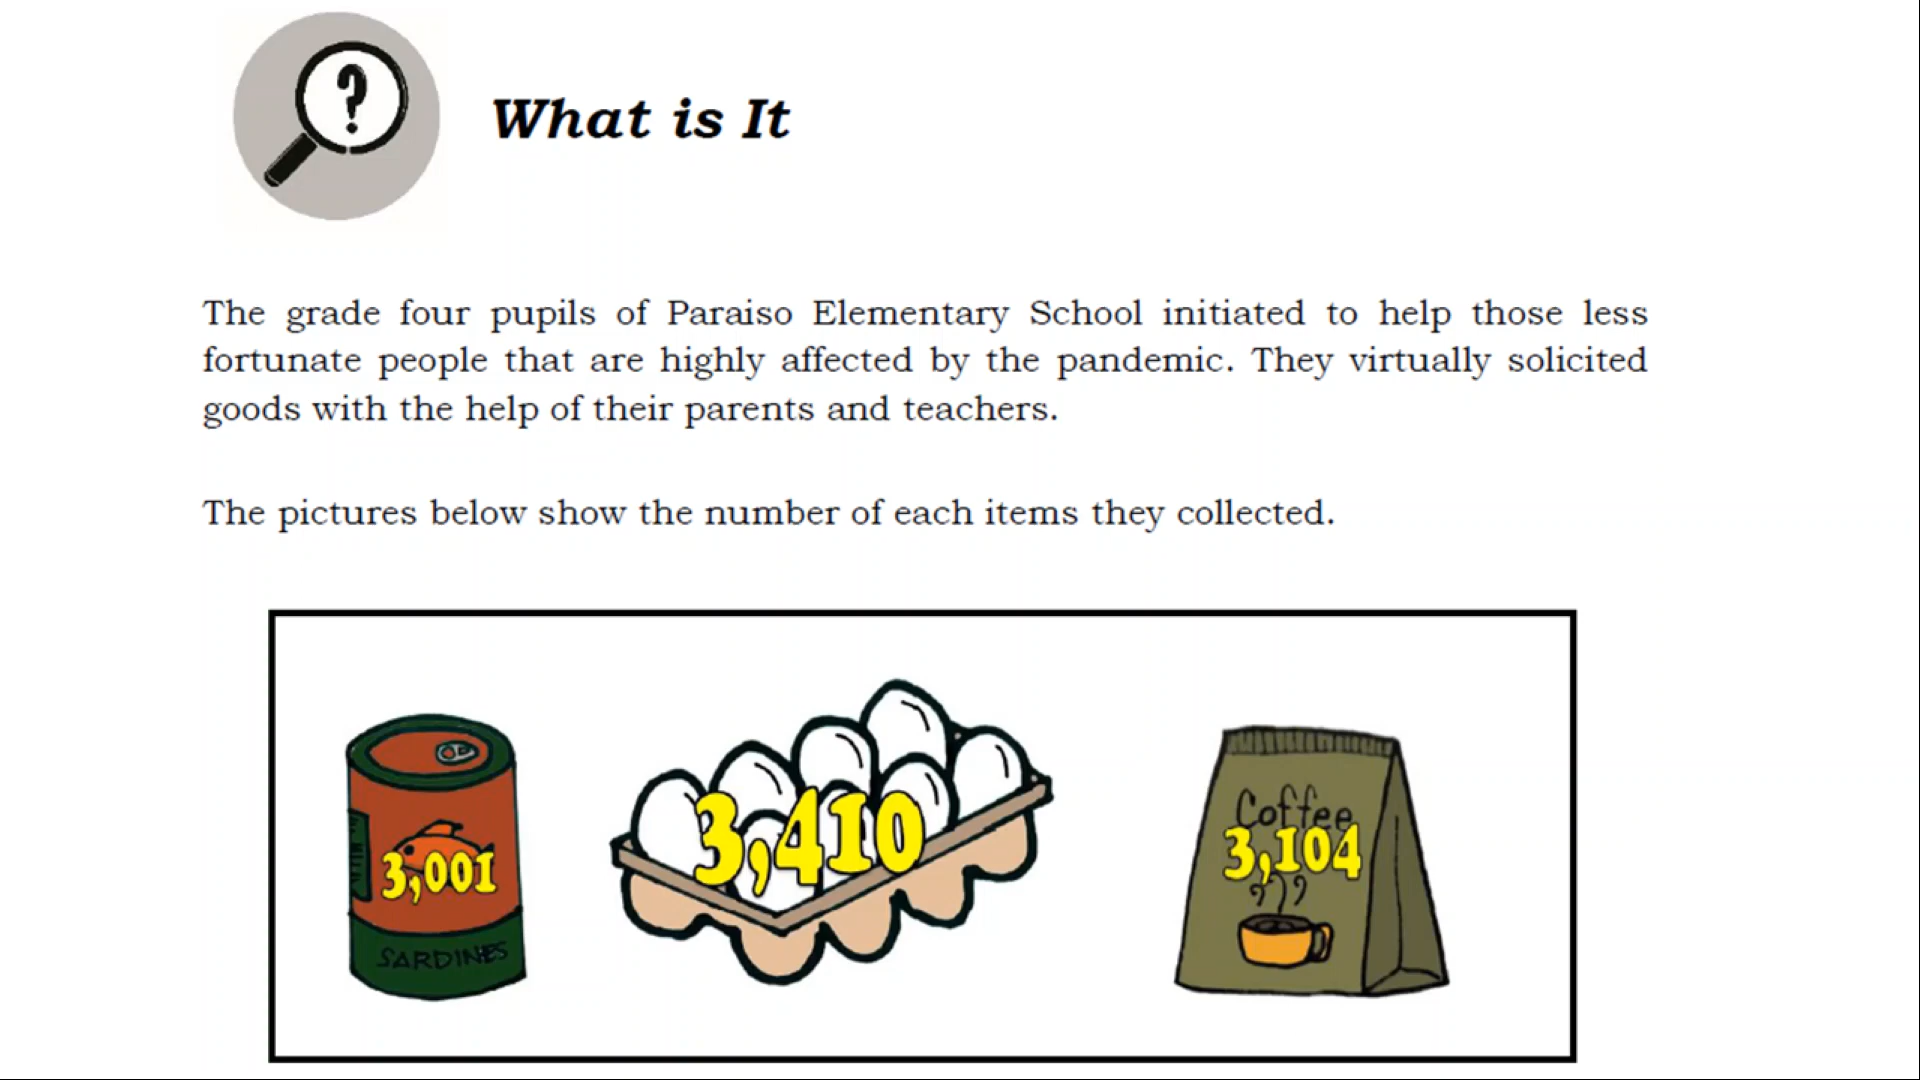 ?
What is It
The grade four pupils of Paraiso Elementary School initiated to help those less
fortunate people that are highly affected by the pandemic. They virtually solicited
goods with the help of their parents and teachers.
The pictures below show the number of each items they collected.
3,001
SARDINES
3,410
Coffee
3,104